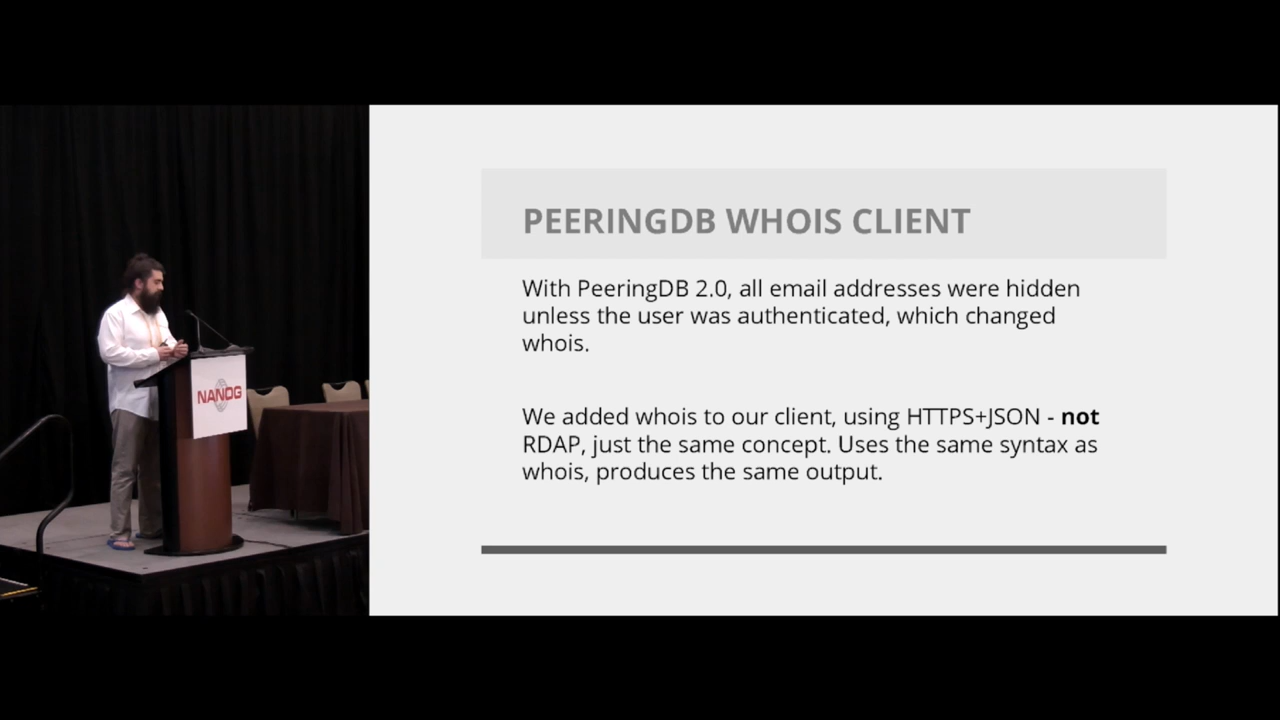 NANOG
PEERINGDB WHOIS CLIENT
With PeeringDB 2.0, all email addresses were hidden
unless the user was authenticated, which changed
whois.
We added whois to our client, using HTTPS+JSON - not
RDAP, just the same concept. Uses the same syntax as
whois, produces the same output.